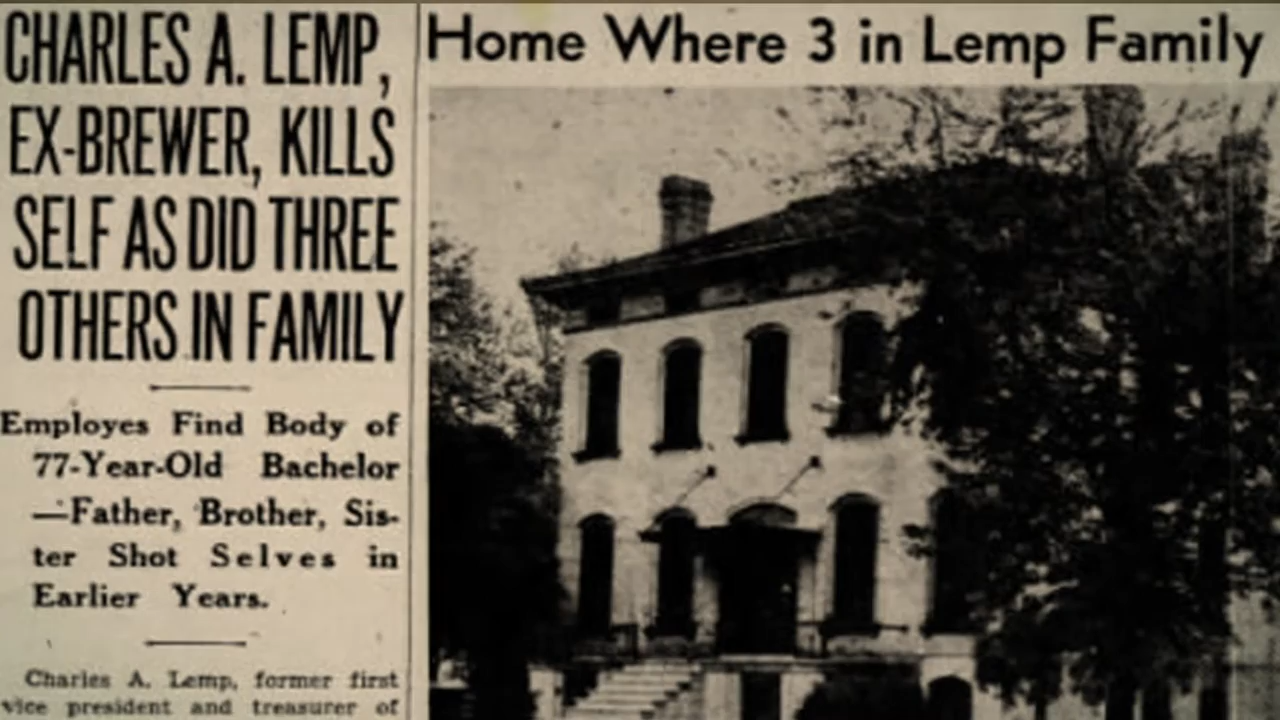 CHARLES A. LEMP,
EX-BREWER, KILLS
SELF AS DID THREE
OTHERS IN FAMILY
Employes Find Body of
77-Year-Old Bachelor
—Father, Brother, Sis-
ter Shot Selves in
Earlier Years.
Charles A. Lemp, former first
vice president and treasurer of
Home Where 3 in Lemp Family